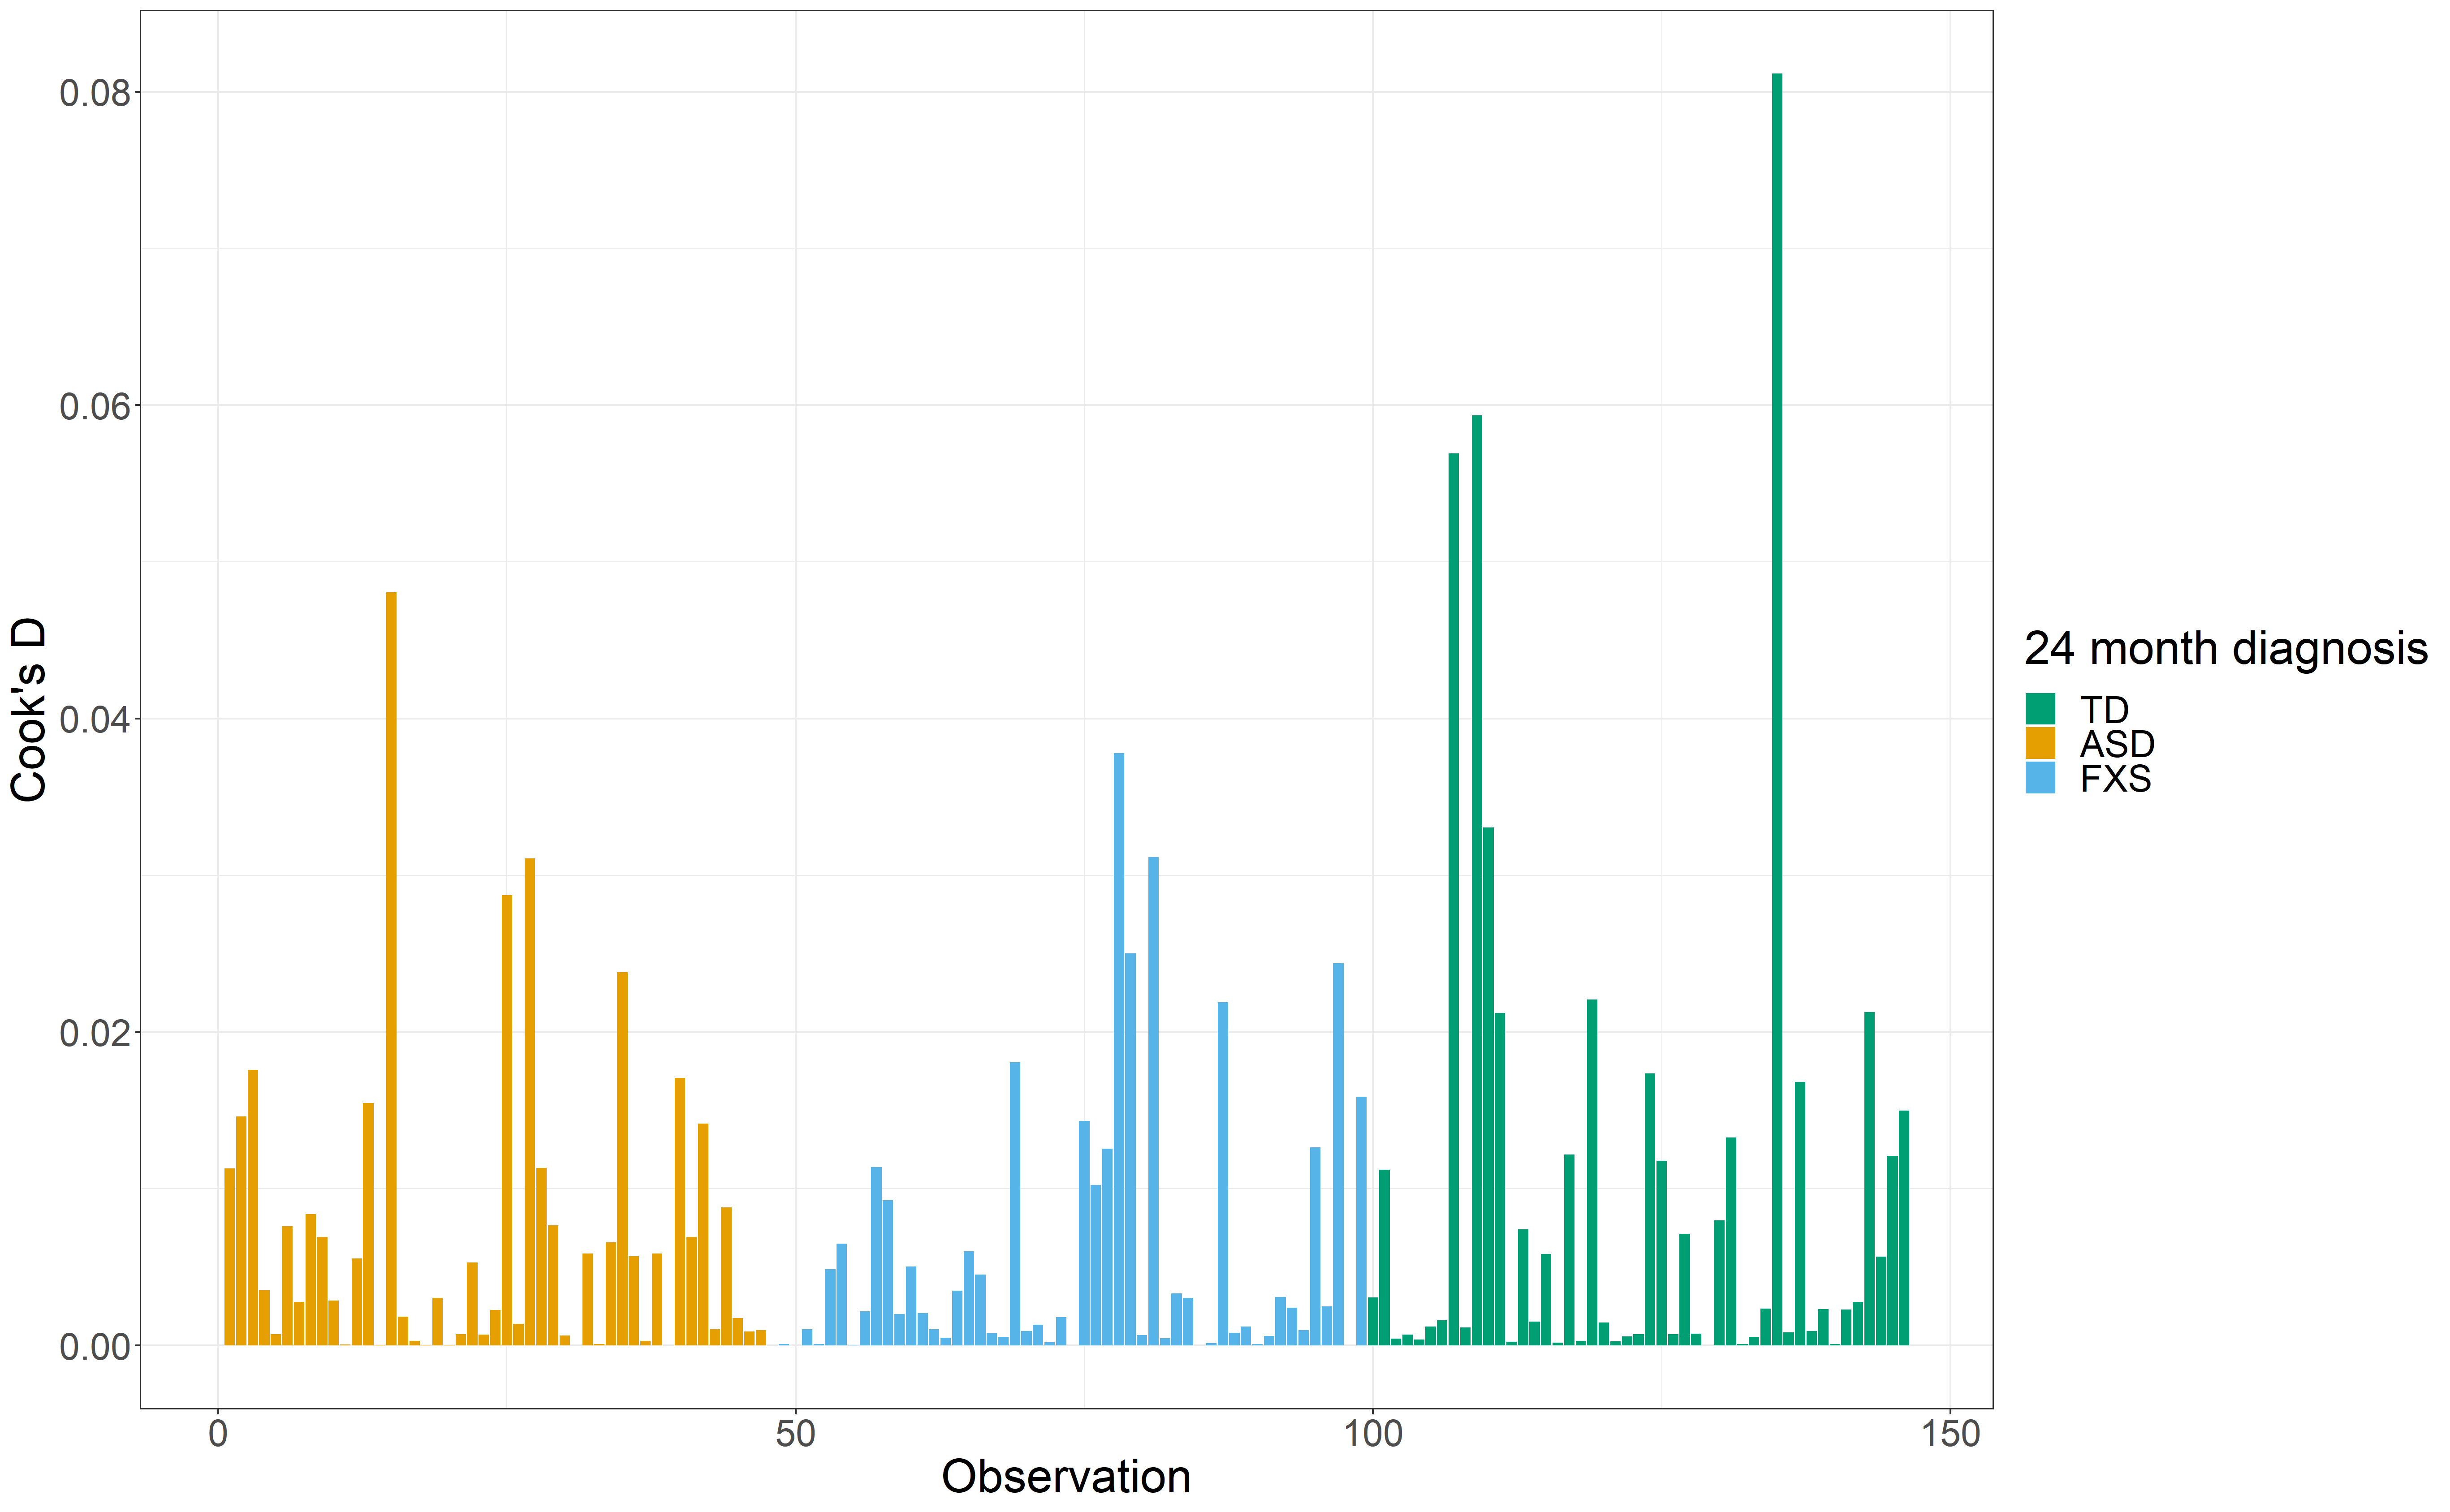 Cook's D
0.08
0.06
0.04
0.02
0.00
0
50
100
150
Observation
24 month diagnosis
TD
ASD
FXS